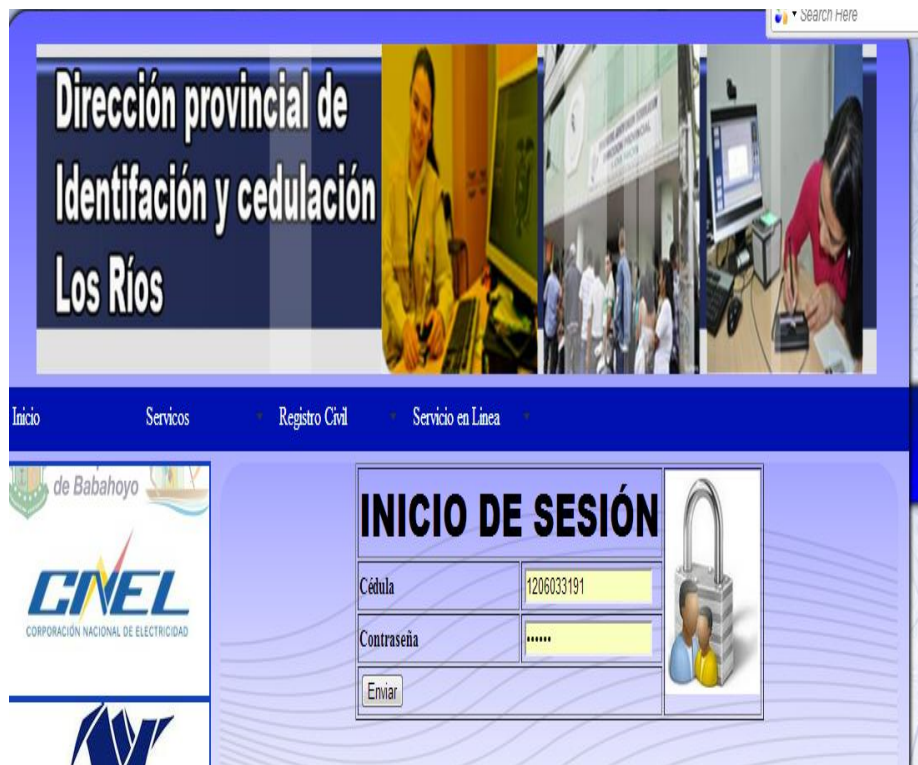 Search Here
Dirección provincial de
Identifación y cedulación
Los Ríos
Inicio
Servicos
Registro Civil
Servicio en Linea
de Babahoyo
CNEL
CORPORACIÓN NACIONAL DE ELECTRICIDAD
INICIO DE SESIÓN
Cédula
1206033191
Contraseña
••••••
Enviar